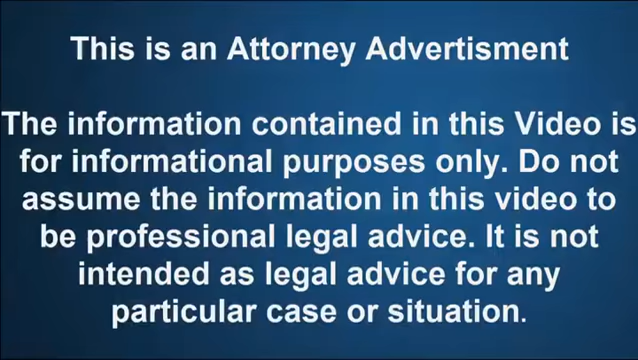 This is an Attorney Advertisment
The information contained in this Video is
for informational purposes only. Do not
assume the information in this video to
be professional legal advice. It is not
intended as legal advice for any
particular case or situation.